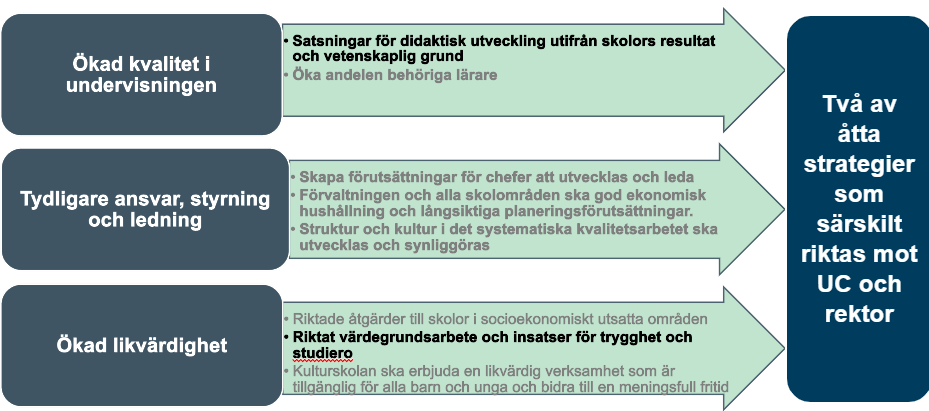 Ökad kvalitet i
undervisningen
• Satsningar för didaktisk utveckling utifrån skolors resultat
och vetenskaplig grund
• Öka andelen behöriga lärare
Tydligare ansvar, styrning
och ledning
• Skapa förutsättningar för chefer att utvecklas och leda
• Förvaltningen och alla skolområden ska god ekonomisk
hushållning och långsiktiga planeringsförutsättningar.
• Struktur och kultur i det systematiska kvalitetsarbetet ska
utvecklas och synliggöras
Ökad likvärdighet
• Riktade åtgärder till skolor i socioekonomiskt utsatta områden
• Riktat värdegrundsarbete och insatser för trygghet och
studiero
• Kulturskolan ska erbjuda en likvärdig verksamhet som är
tillgänglig för alla barn och unga och bidra till en meningsfull fritid
Två av
åtta
strategier
som
särskilt
riktas mot
UC och
rektor